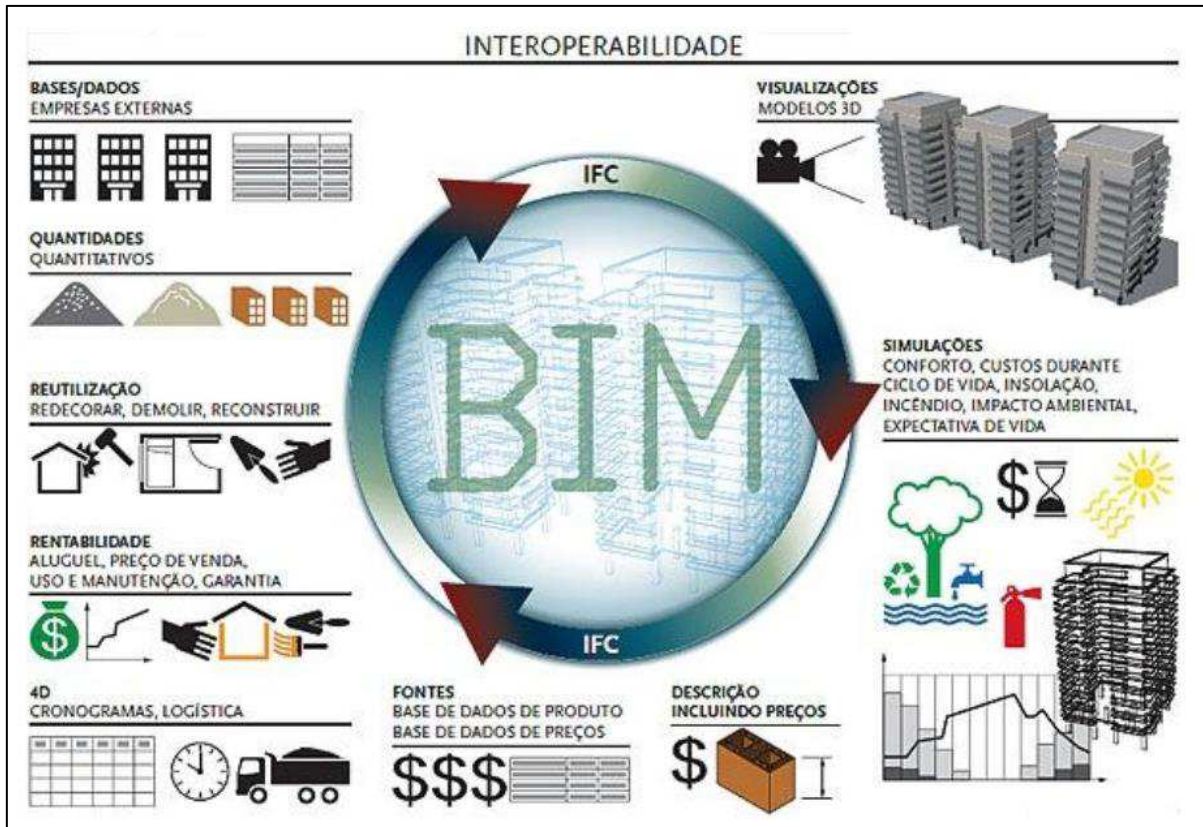 INTEROPERABILIDADE
BASES/DADOS
EMPRESAS EXTERNAS
QUANTIDADES
QUANTITATIVOS
REUTILIZAÇÃO
REDECORAR, DEMOLIR, RECONSTRUIR
RENTABILIDADE
ALUGUEL, PREÇO DE VENDA,
USO E MANUTENÇÃO, GARANTIA
$
4D
CRONOGRAMAS, LOGÍSTICA
IFC
BIM
IFC
FONTES
BASE DE DADOS DE PRODUTO
BASE DE DADOS DE PREÇOS
$$$
DESCRIÇÃO
INCLUINDO PREÇOS
$
VISUALIZAÇÕES
MODELOS 3D
SIMULAÇÕES
CONFORTO, CUSTOS DURANTE
CICLO DE VIDA, INSOLAÇÃO,
INCÊNDIO, IMPACTO AMBIENTAL,
EXPECTATIVA DE VIDA
$